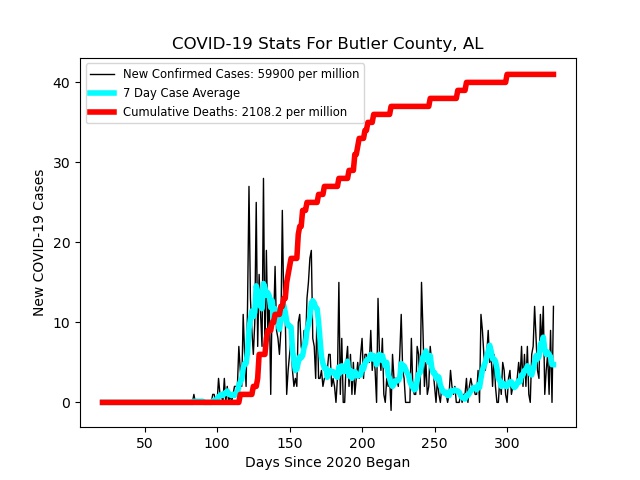 COVID-19 Stats For Butler County, AL
New Confirmed Cases: 59900 per million
7 Day Case Average
Cumulative Deaths: 2108.2 per million
New COVID-19 Cases
40
30
20
10
0
50
100
150
200
250
300
Days Since 2020 Began